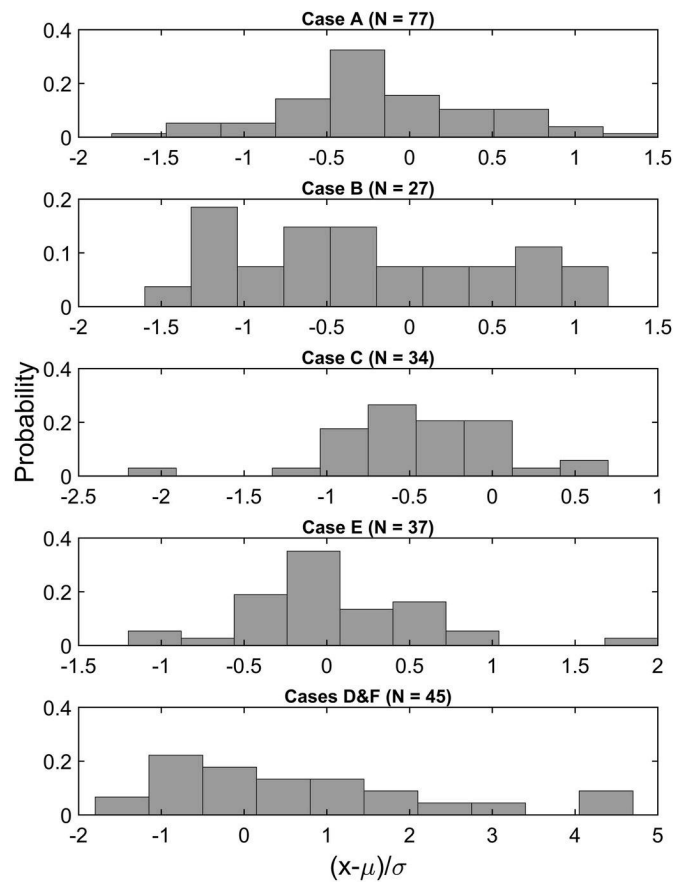 Case A (N = 77)
0.4
0.2
0
-2 -1.5 -1 -0.5 0 0.5 1 1.5
Case B (N = 27)
0.2
0.1
0
-2 -1.5 -1 -0.5 0 0.5 1 1.5
Case C (N = 34)
0.4
0.2
0
-2.5 -2 -1.5 -1 -0.5 0 0.5 1
Probability
Case E (N = 37)
0.4
0.2
0
-1.5 -1 -0.5 0 0.5 1 1.5 2
Cases D&F (N = 45)
0.4
0.2
0
-2 -1 0 1 2 3 4 5
(x-μ)/σ